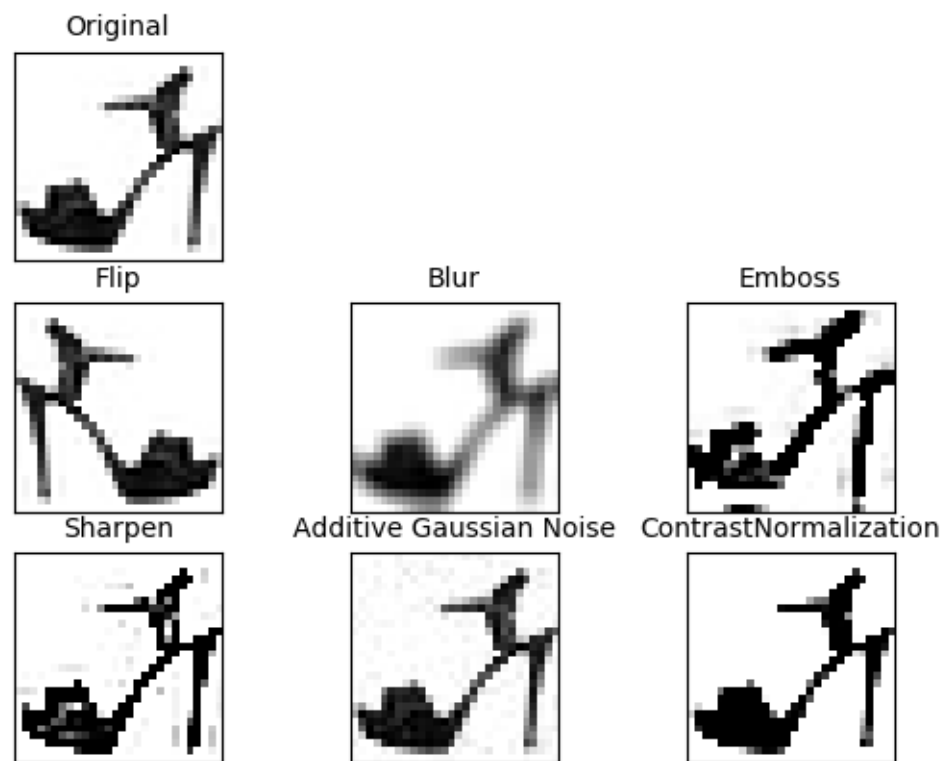 Original
Flip
Blur
Emboss
Sharpen
Additive Gaussian Noise
ContrastNormalization